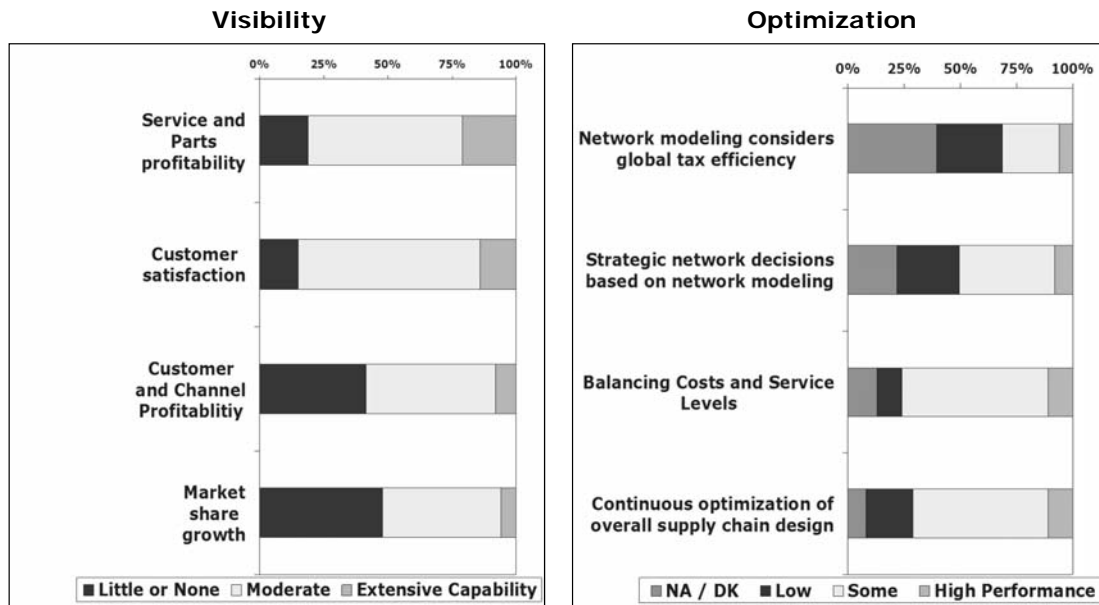 Visibility
0% 25% 50% 75% 100%
Service and
Parts
profitability
Customer
satisfaction
Customer
and Channel
Profitablitiy
Market
share
growth
Little or None Moderate Extensive Capability
Optimization
0% 25% 50% 75% 100%
Network modeling considers
global tax efficiency
Strategic network decisions
based on network modeling
Balancing Costs and Service
Levels
Continuous optimization of
overall supply chain design
NA / DK Low Some High Performance